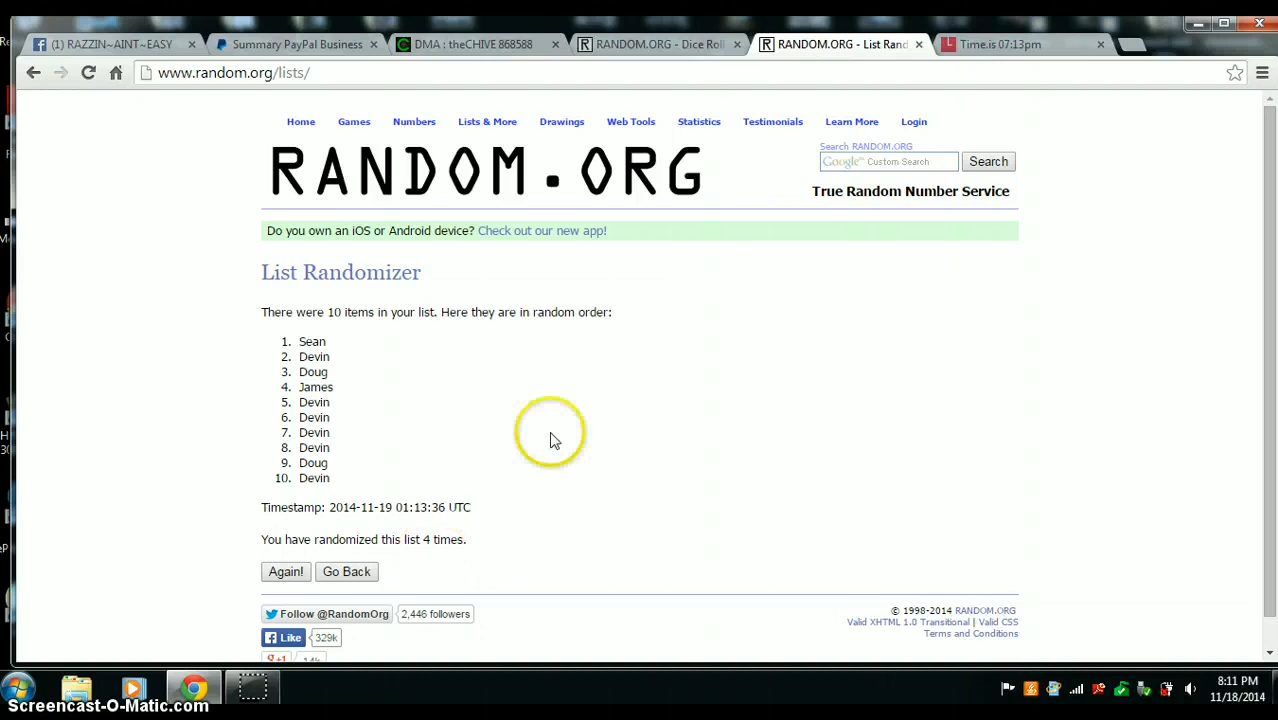 (1) RAZZIN~AINT~EASY
Summary PayPal Business
DMA : theCHIVE 868588
RANDOM.ORG - Dice Roll
RANDOM.ORG - List Rand
Time.is 07:13pm
www.random.org/lists/
Home Games Numbers Lists & More Drawings Web Tools Statistics Testimonials Learn More Login
RANDOM.ORG
Search RANDOM.ORG
Google™ Custom Search
Search
True Random Number Service
Do you own an iOS or Android device? Check out our new app!
List Randomizer
There were 10 items in your list. Here they are in random order:
1. Sean
2. Devin
3. Doug
4. James
5. Devin
6. Devin
7. Devin
8. Devin
9. Doug
10. Devin
Timestamp: 2014-11-19 01:13:36 UTC
You have randomized this list 4 times.
Again! Go Back
Follow @RandomOrg 2,446 followers
© 1998-2014 RANDOM.ORG
Valid XHTML 1.0 Transitional | Valid CSS
Terms and Conditions
Like 329k
8:11 PM
11/18/2014
Screencast-O-Matic.com